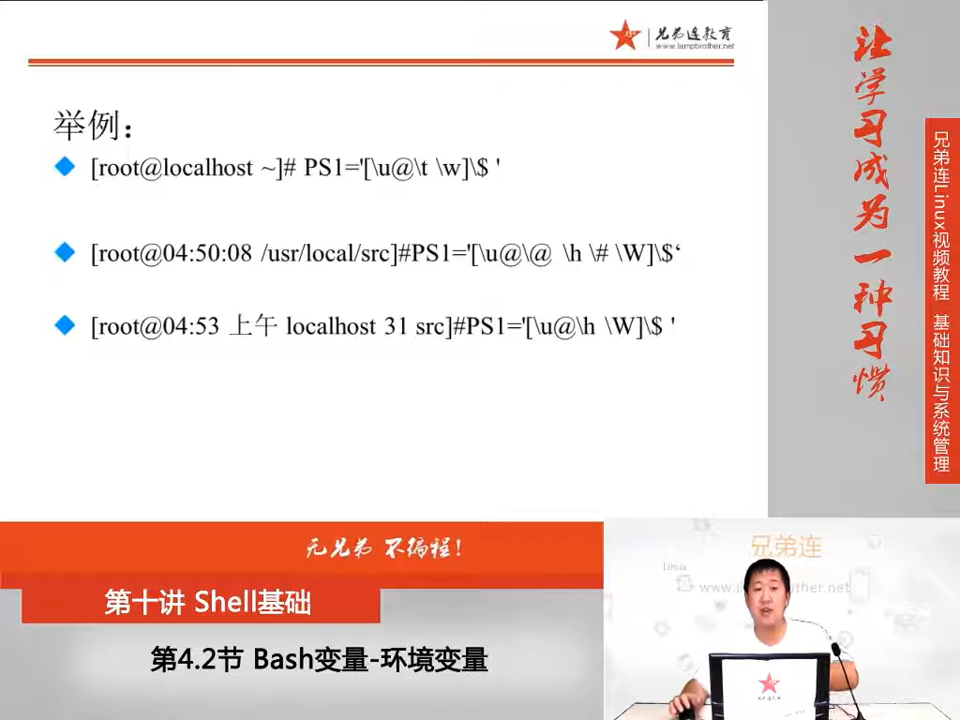 兄弟连教育
www.lampbrother.net
举例：
[root@localhost ~]# PS1='[\u@\t \w]\$ '
[root@04:50:08 /usr/local/src]#PS1='[\u@\@ \h \# \W]\$‘
[root@04:53 上午 localhost 31 src]#PS1='[\u@\h \W]\$ '
让学习成为一种习惯
兄弟连Linux视频教程 基础知识与系统管理
无兄弟 不编程！
第十讲 Shell基础
第4.2节 Bash变量-环境变量
兄弟连
Linux